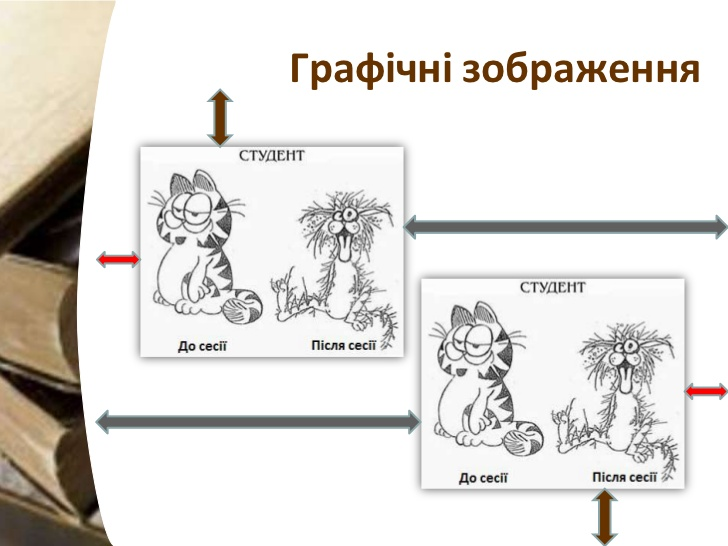 Графічні зображення
СТУДЕНТ
До сесії Після сесії
СТУДЕНТ
До сесії Після сесії